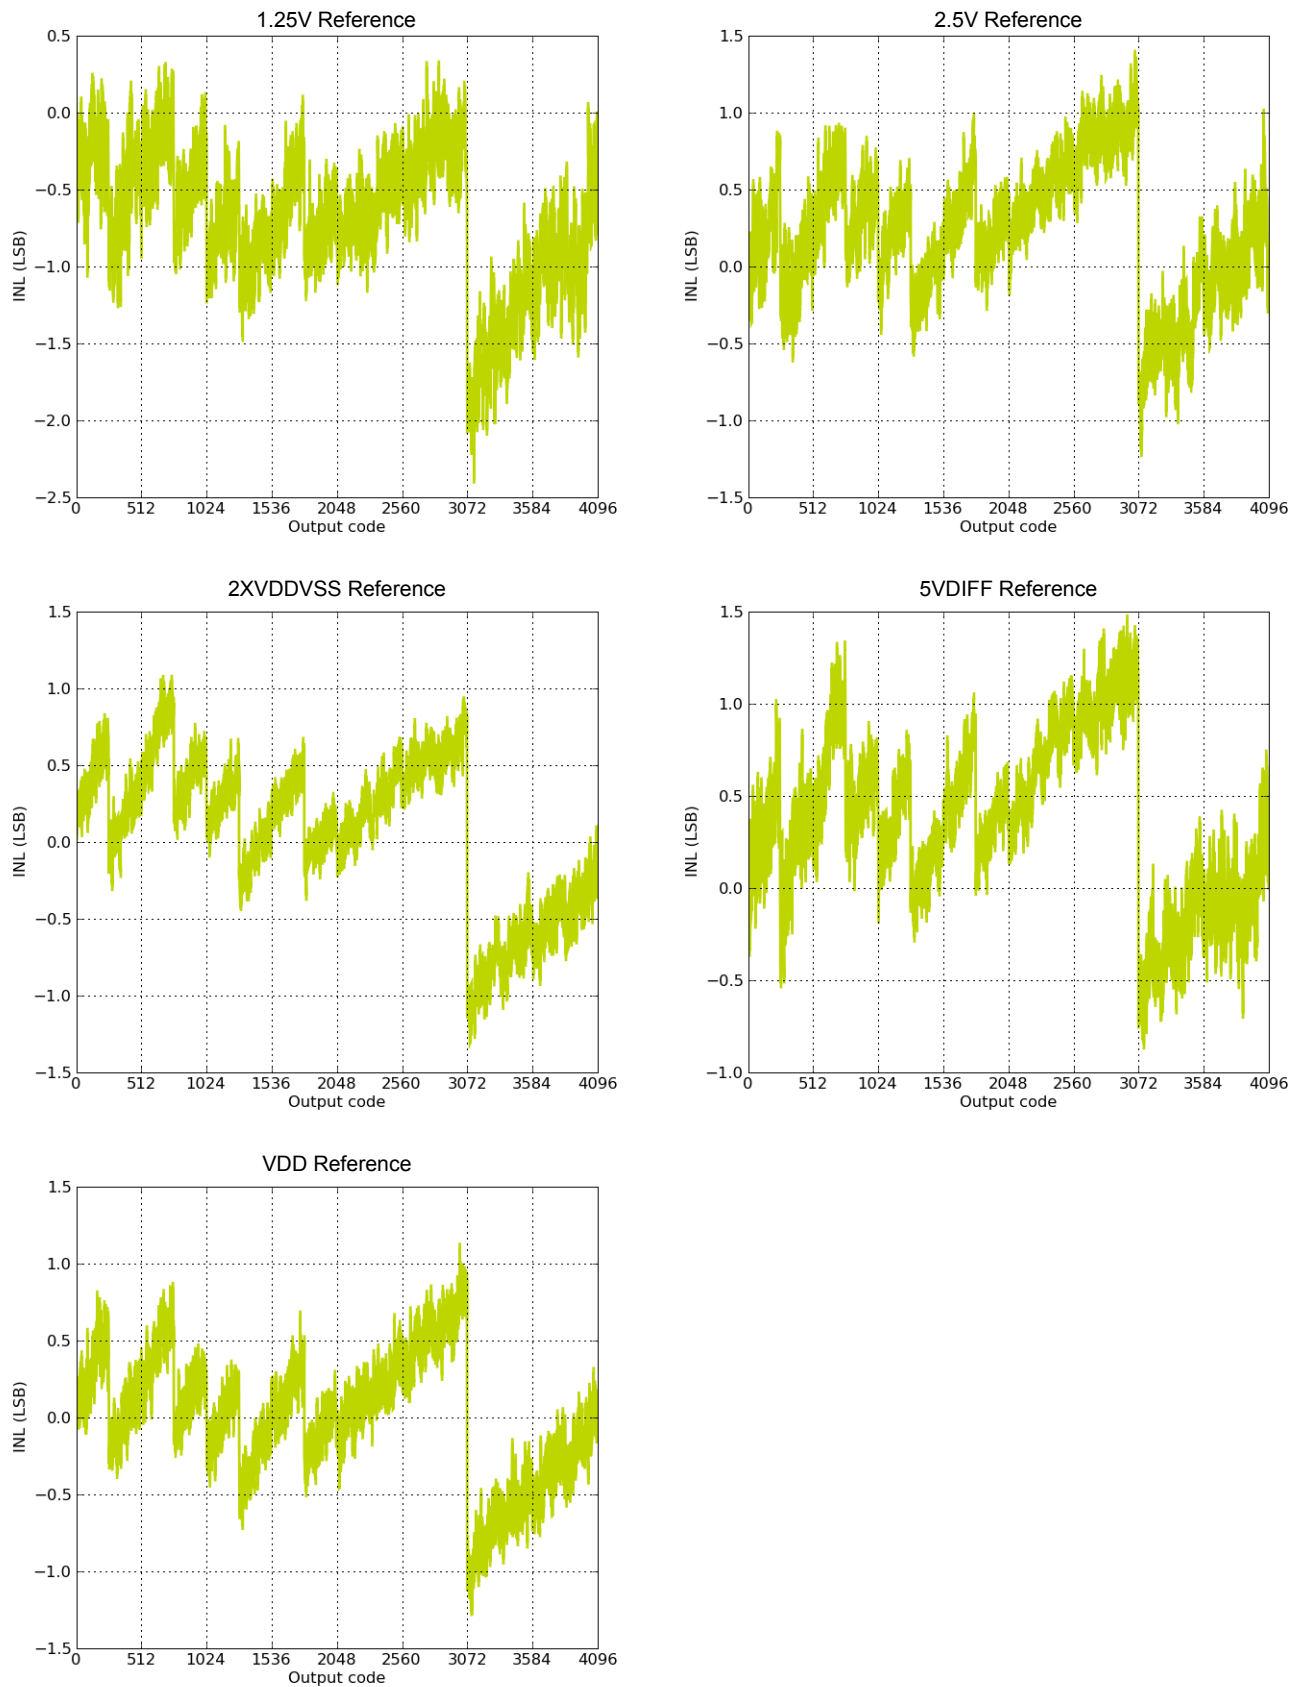 1.25V Reference
0.5
0.0
−0.5
−1.0
−1.5
−2.0
−2.5
INL (LSB)
0 512 1024 1536 2048 2560 3072 3584 4096
Output code
2.5V Reference
1.5
1.0
0.5
0.0
−0.5
−1.0
−1.5
INL (LSB)
0 512 1024 1536 2048 2560 3072 3584 4096
Output code
2XVDDVSS Reference
1.5
1.0
0.5
0.0
−0.5
−1.0
−1.5
INL (LSB)
0 512 1024 1536 2048 2560 3072 3584 4096
Output code
5VDIFF Reference
1.5
1.0
0.5
0.0
−0.5
−1.0
INL (LSB)
0 512 1024 1536 2048 2560 3072 3584 4096
Output code
VDD Reference
1.5
1.0
0.5
0.0
−0.5
−1.0
−1.5
INL (LSB)
0 512 1024 1536 2048 2560 3072 3584 4096
Output code